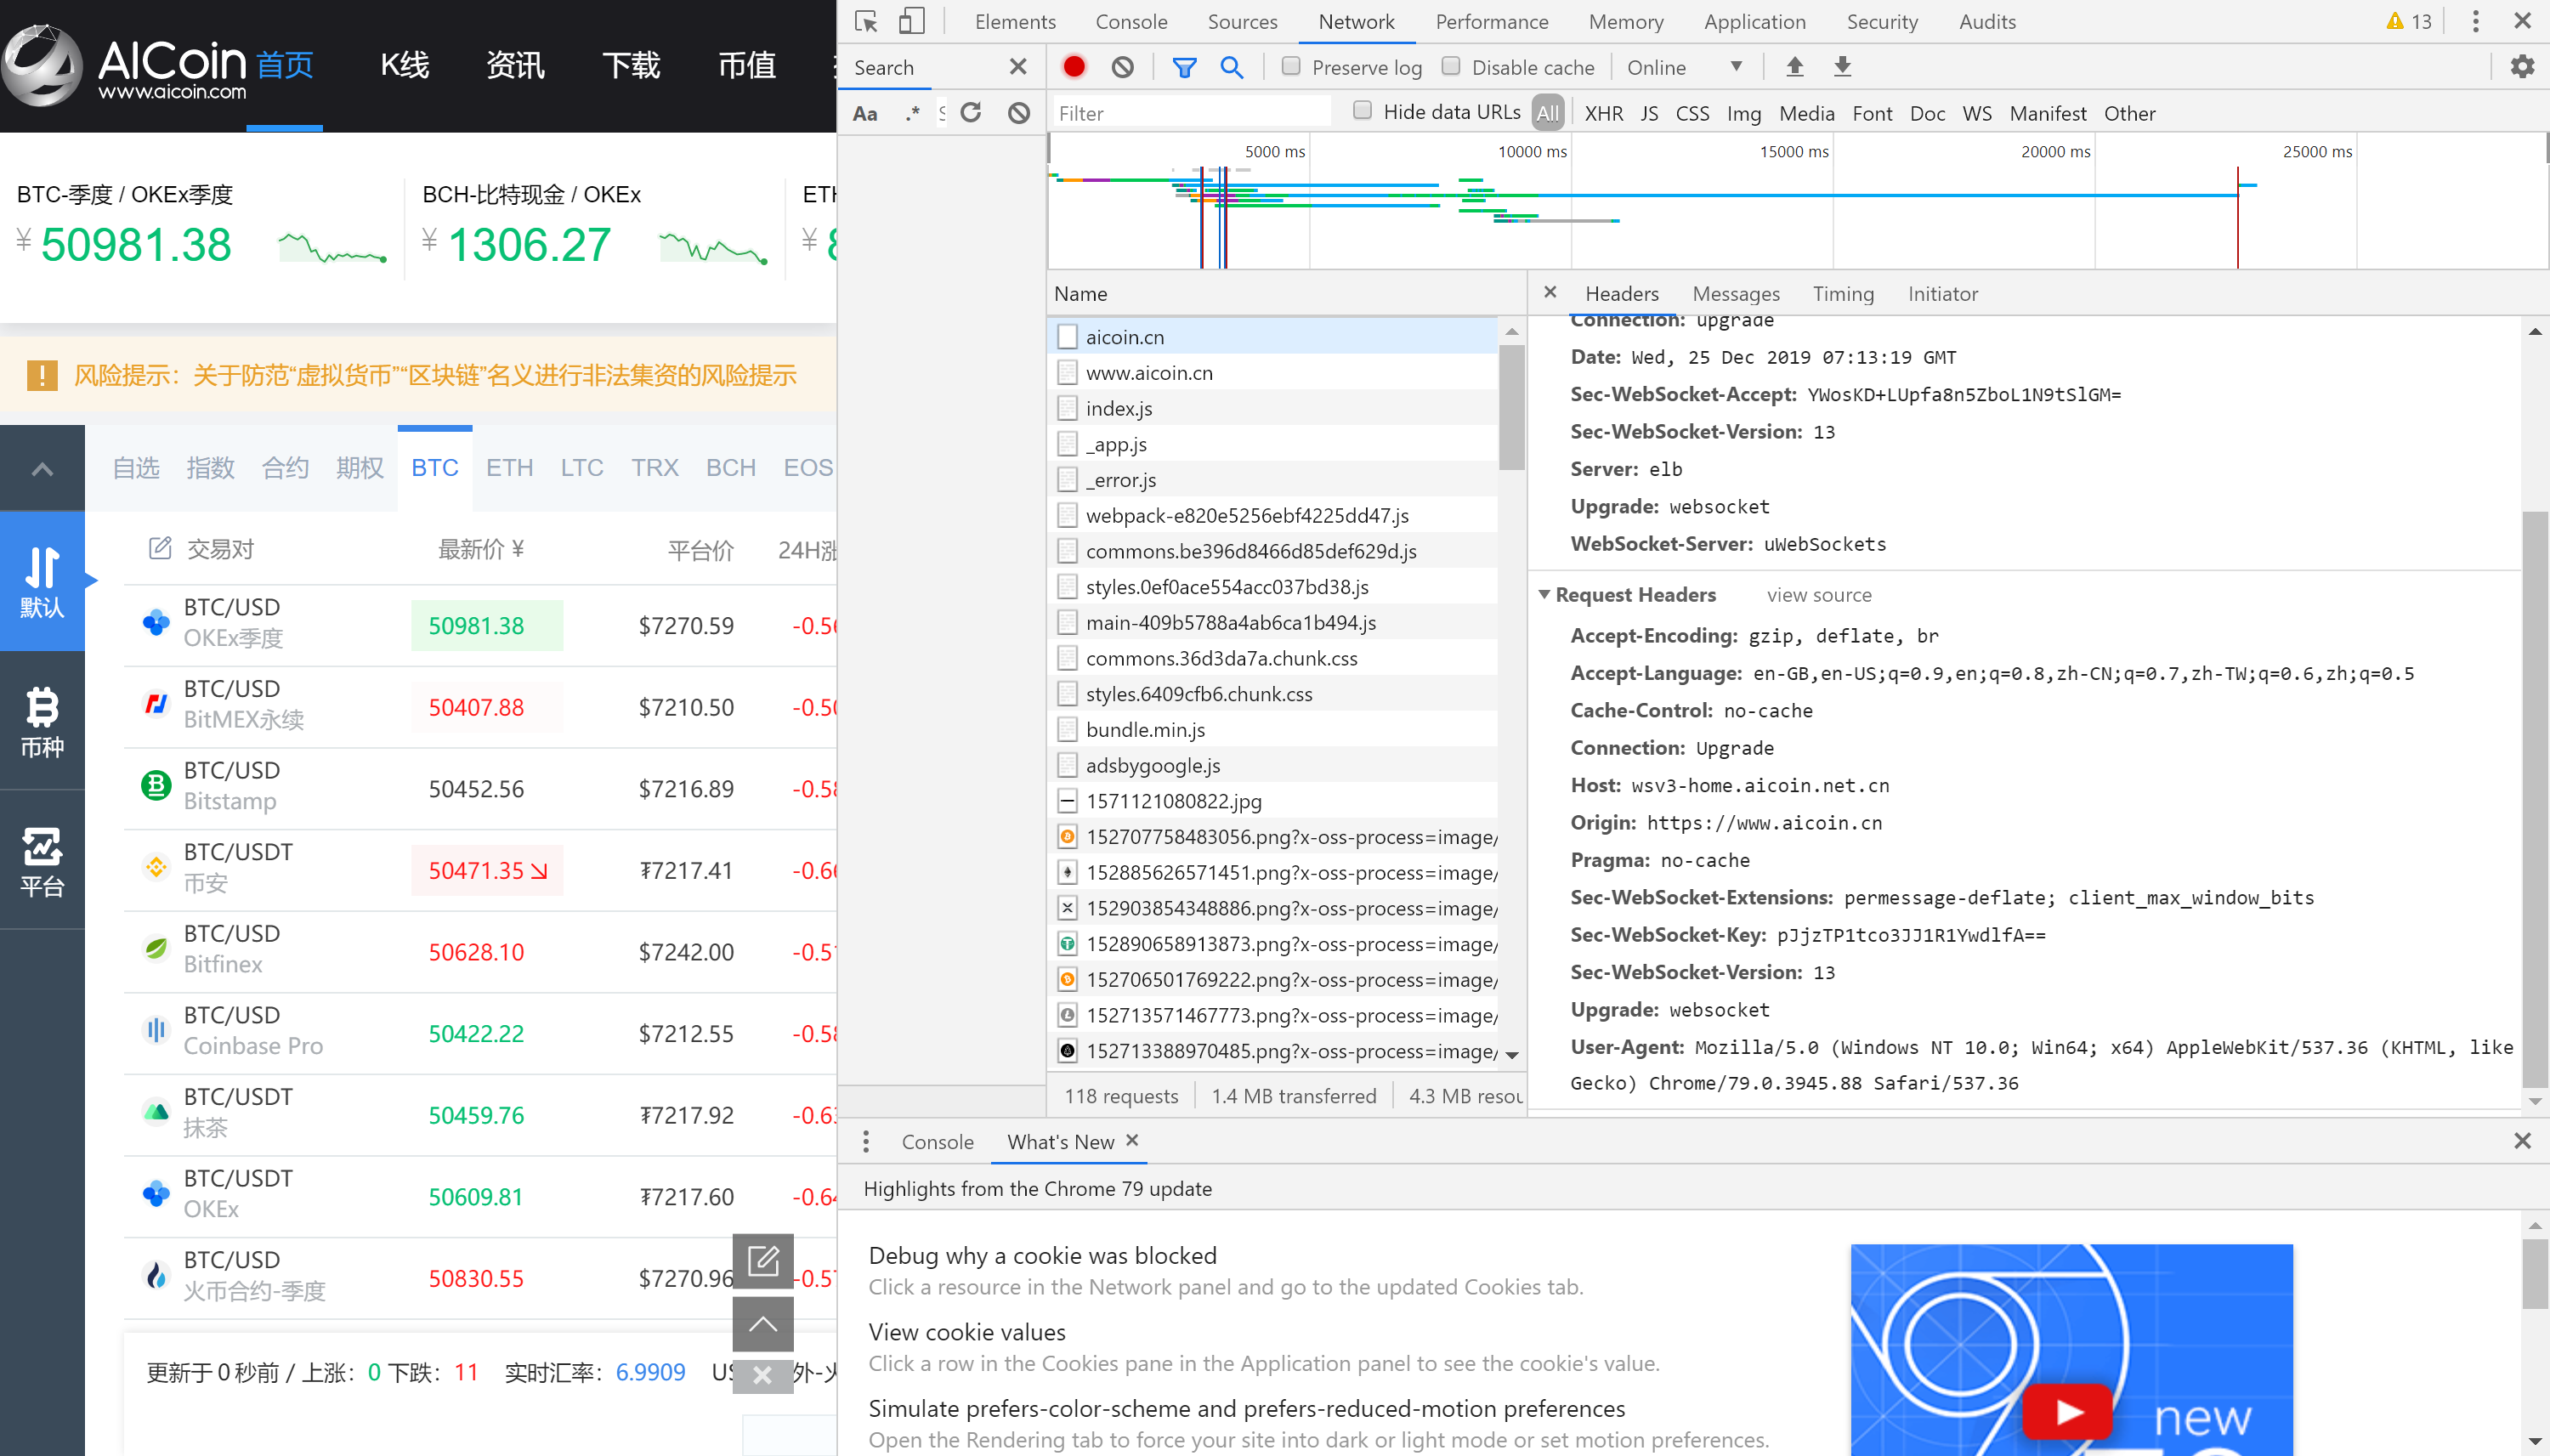 AICoin
www.aicoin.com
首页 K线 资讯 下载 币值
BTC-季度 / OKEx季度
¥ 50981.38
BCH-比特现金 / OKEx
¥ 1306.27
¥
! 风险提示：关于防范“虚拟货币”“区块链”名义进行非法集资的风险提示
自选 指数 合约 期权 BTC ETH LTC TRX BCH EOS
默认
币种
平台
交易对 最新价 ¥ 平台价
BTC/USD
OKEx季度
50981.38 $7270.59
BTC/USD
BitMEX永续
50407.88 $7210.50
BTC/USD
Bitstamp
50452.56 $7216.89
BTC/USDT
币安
50471.35 ₮7217.41
BTC/USD
Bitfinex
50628.10 $7242.00
BTC/USD
Coinbase Pro
50422.22 $7212.55
BTC/USDT
抹茶
50459.76 ₮7217.92
BTC/USDT
OKEx
50609.81 ₮7217.60
BTC/USD
火币合约-季度
50830.55 $7270.96
更新于 0 秒前 / 上涨：0 下跌：11 实时汇率：6.9909
Elements Console Sources Network Performance Memory Application Security Audits 13
Search
Aa .*
Preserve log Disable cache Online
Filter Hide data URLs All XHR JS CSS Img Media Font Doc WS Manifest Other
5000 ms 10000 ms 15000 ms 20000 ms 25000 ms
Name
aicoin.cn
www.aicoin.cn
index.js
_app.js
_error.js
webpack-e820e5256ebf4225dd47.js
commons.be396d8466d85def629d.js
styles.0ef0ace554acc037bd38.js
main-409b5788a4ab6ca1b494.js
commons.36d3da7a.chunk.css
styles.6409cfb6.chunk.css
bundle.min.js
adsbygoogle.js
1571121080822.jpg
152707758483056.png?x-oss-process=image/
152885626571451.png?x-oss-process=image/
152903854348886.png?x-oss-process=image/
152890658913873.png?x-oss-process=image/
152706501769222.png?x-oss-process=image/
152713571467773.png?x-oss-process=image/
152713388970485.png?x-oss-process=image/
118 requests 1.4 MB transferred 4.3 MB
Headers Messages Timing Initiator
Connection: upgrade
Date: Wed, 25 Dec 2019 07:13:19 GMT
Sec-WebSocket-Accept: YWosKD+LUpfa8n5ZboL1N9tSlGM=
Sec-WebSocket-Version: 13
Server: elb
Upgrade: websocket
WebSocket-Server: uWebSockets
Request Headers view source
Accept-Encoding: gzip, deflate, br
Accept-Language: en-GB,en-US;q=0.9,en;q=0.8,zh-CN;q=0.7,zh-TW;q=0.6,zh;q=0.5
Cache-Control: no-cache
Connection: Upgrade
Host: wsv3-home.aicoin.net.cn
Origin: https://www.aicoin.cn
Pragma: no-cache
Sec-WebSocket-Extensions: permessage-deflate; client_max_window_bits
Sec-WebSocket-Key: pJjzTP1tco3JJ1R1YwdlfA==
Sec-WebSocket-Version: 13
Upgrade: websocket
User-Agent: Mozilla/5.0 (Windows NT 10.0; Win64; x64) AppleWebKit/537.36 (KHTML, like
Gecko) Chrome/79.0.3945.88 Safari/537.36
Console What's New
Highlights from the Chrome 79 update
Debug why a cookie was blocked
Click a resource in the Network panel and go to the updated Cookies tab.
View cookie values
Click a row in the Cookies pane in the Application panel to see the cookie's value.
Simulate prefers-color-scheme and prefers-reduced-motion preferences
Open the Rendering tab to force your site into dark or light mode or set motion preferences.
new